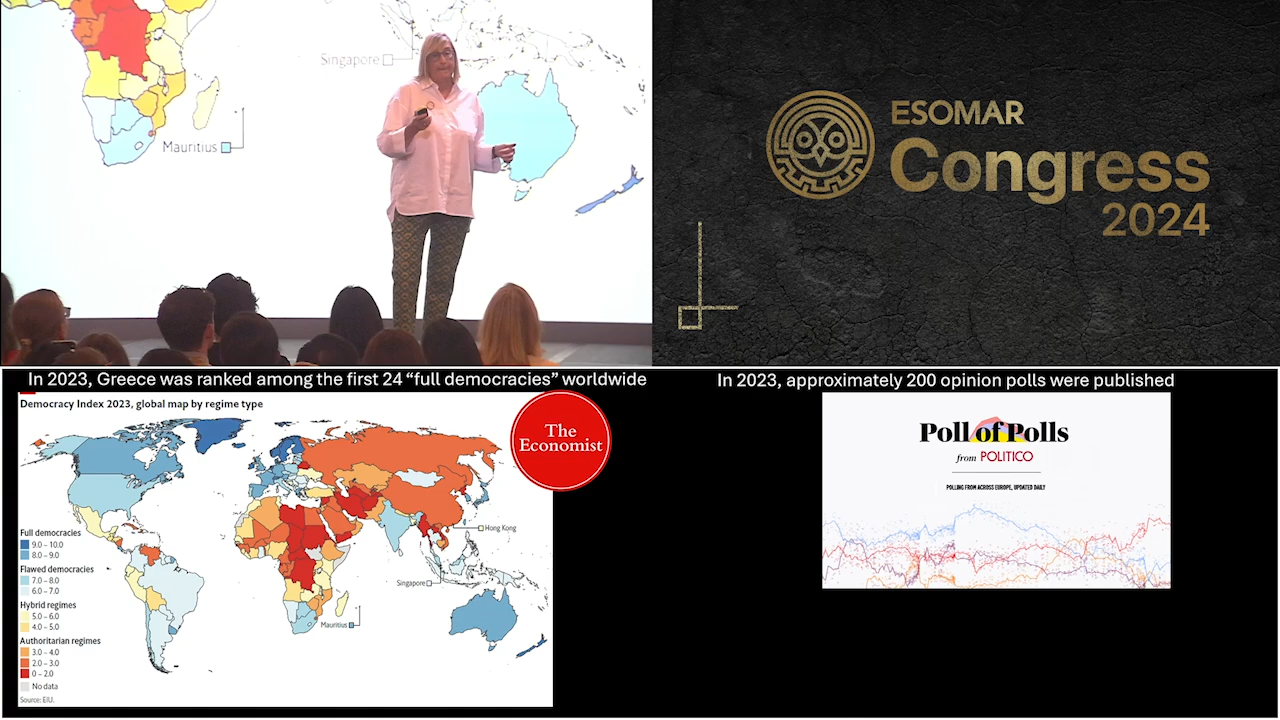 Singapore
Mauritius
ESOMAR
Congress
2024
In 2023, Greece was ranked among the first 24 “full democracies” worldwide
Democracy Index 2023, global map by regime type
The
Economist
Full democracies
9.0 – 10.0
8.0 – 9.0
Flawed democracies
7.0 – 8.0
6.0 – 7.0
Hybrid regimes
5.0 – 6.0
4.0 – 5.0
Authoritarian regimes
3.0 – 4.0
2.0 – 3.0
0 – 2.0
No data
Source: EIU.
Hong Kong
Singapore
Mauritius
In 2023, approximately 200 opinion polls were published
Poll of Polls
from POLITICO
POLLING FROM ACROSS EUROPE, UPDATED DAILY